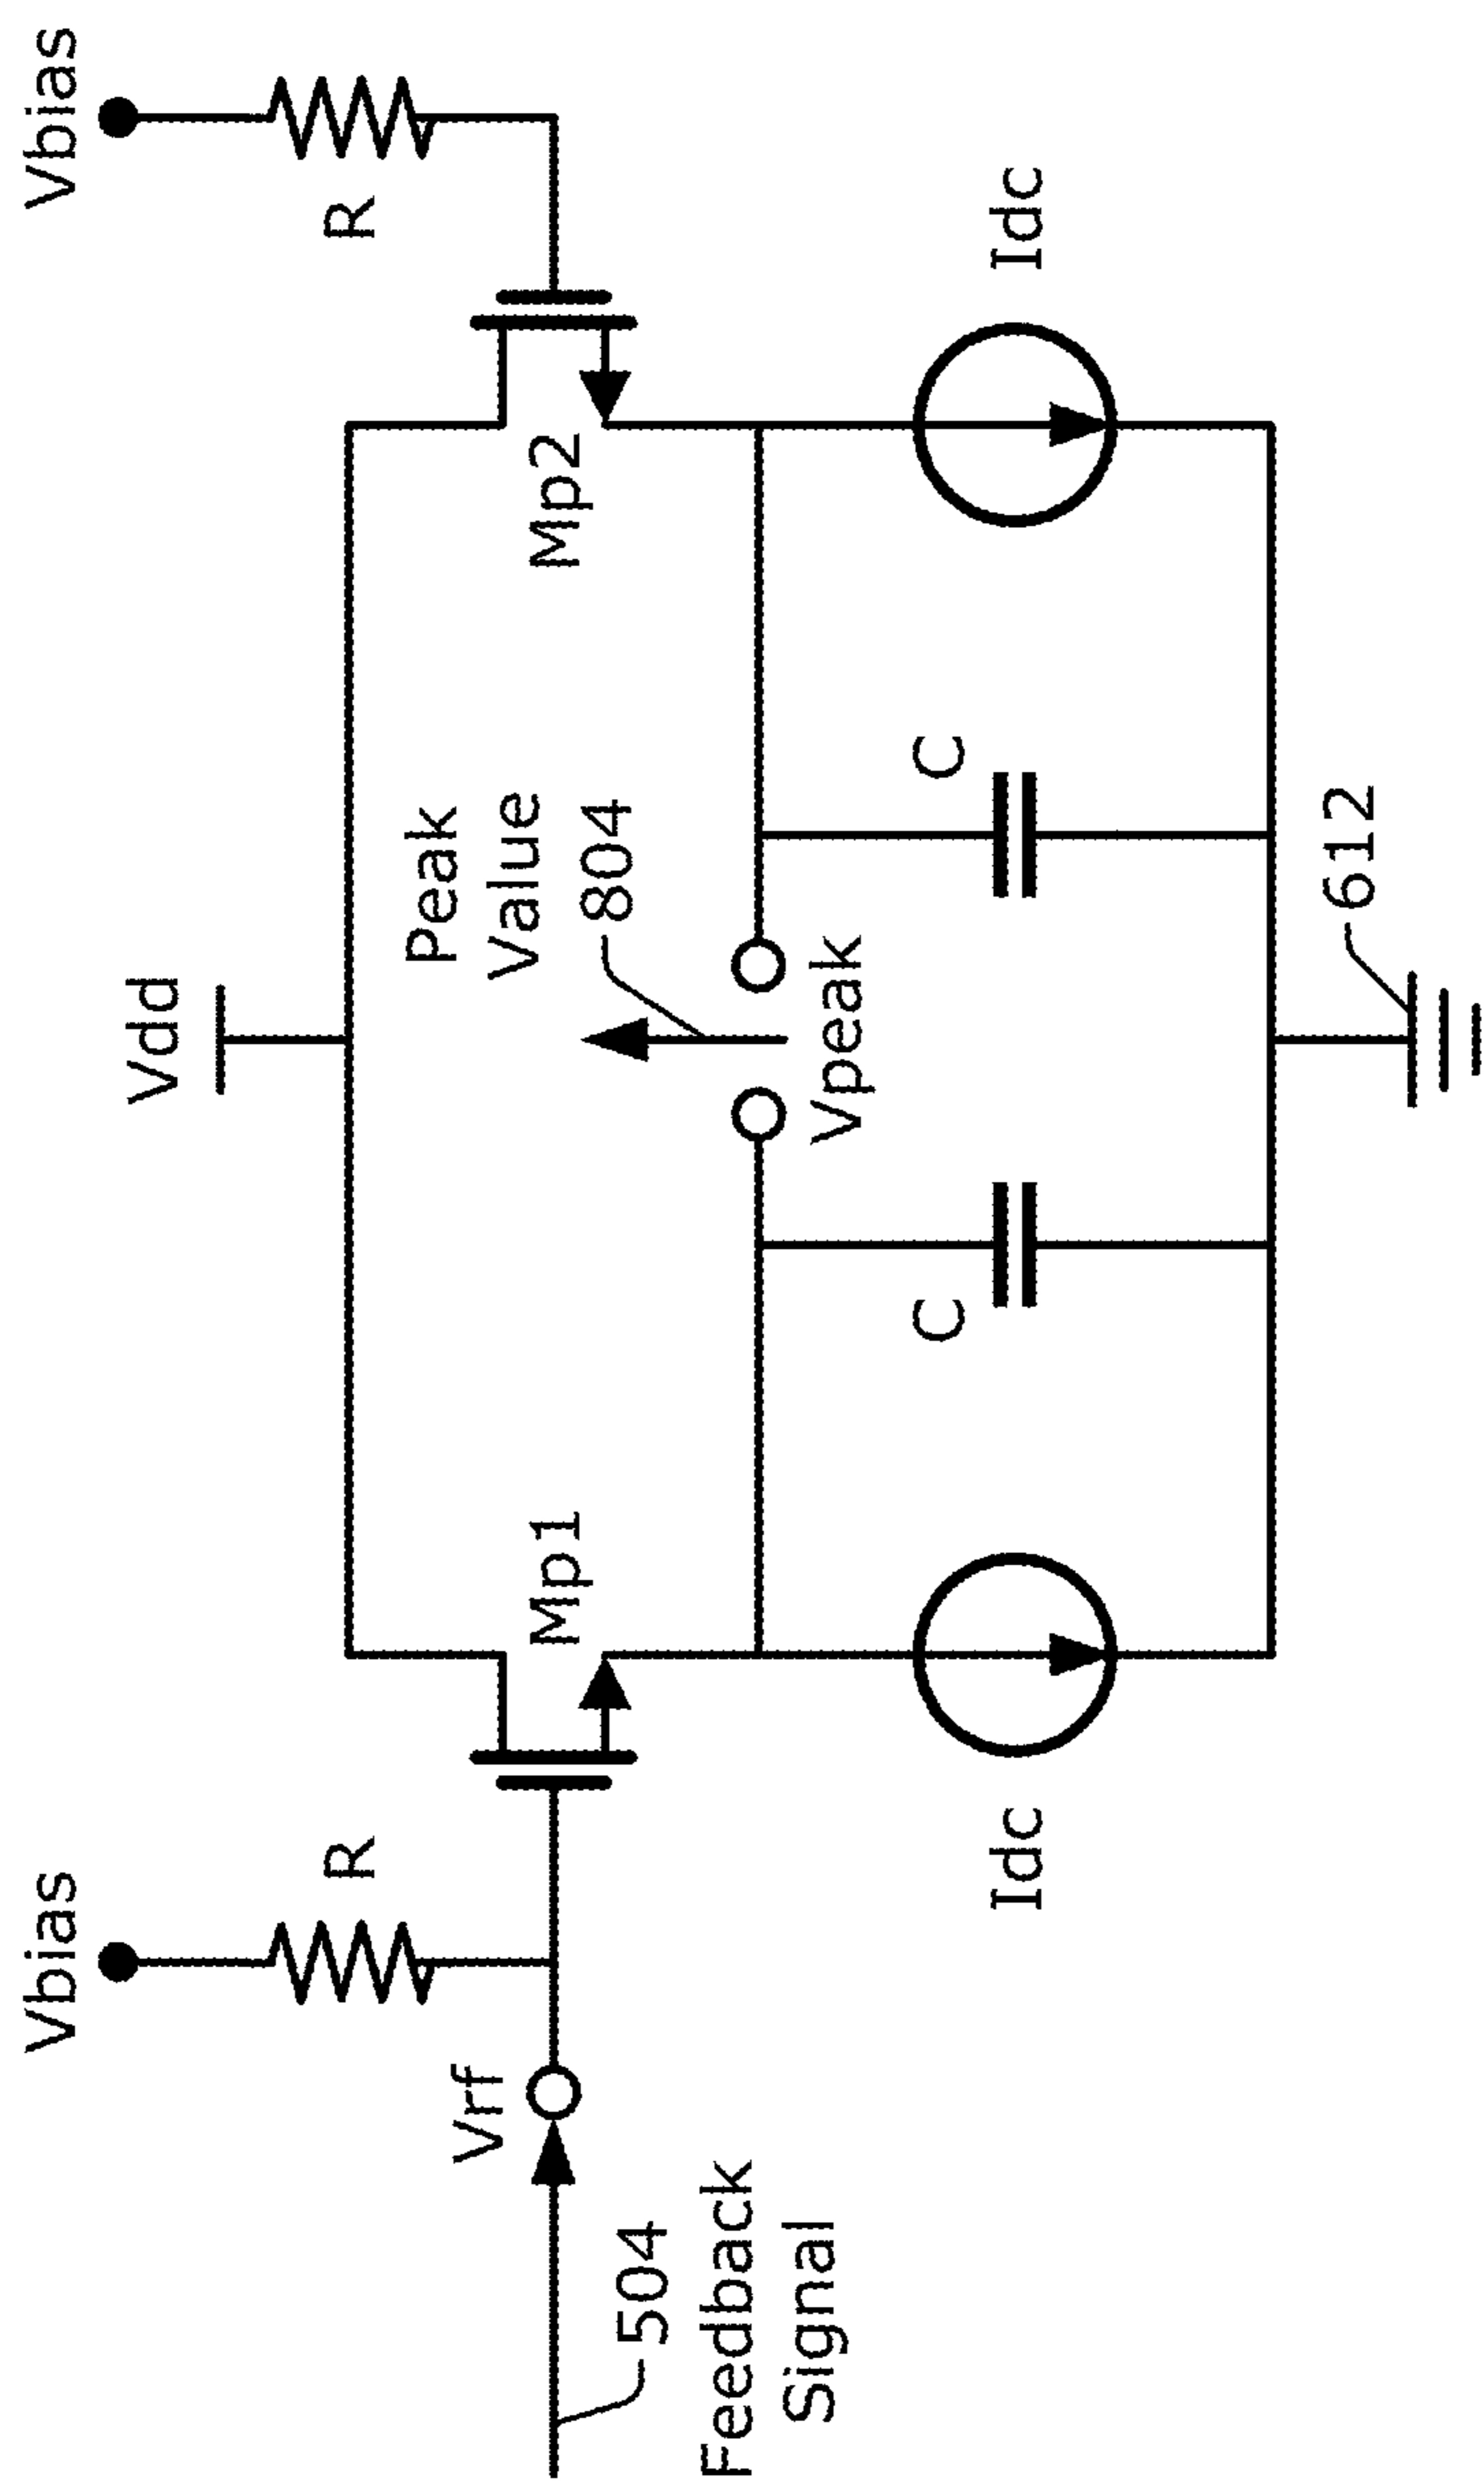 Vdd
Vbias
Vbias
R
R
Vrf
Peak
Value
804
Mp1
Mp2
504
Feedback
Signal
Vpeak
C
C
Idc
Idc
612